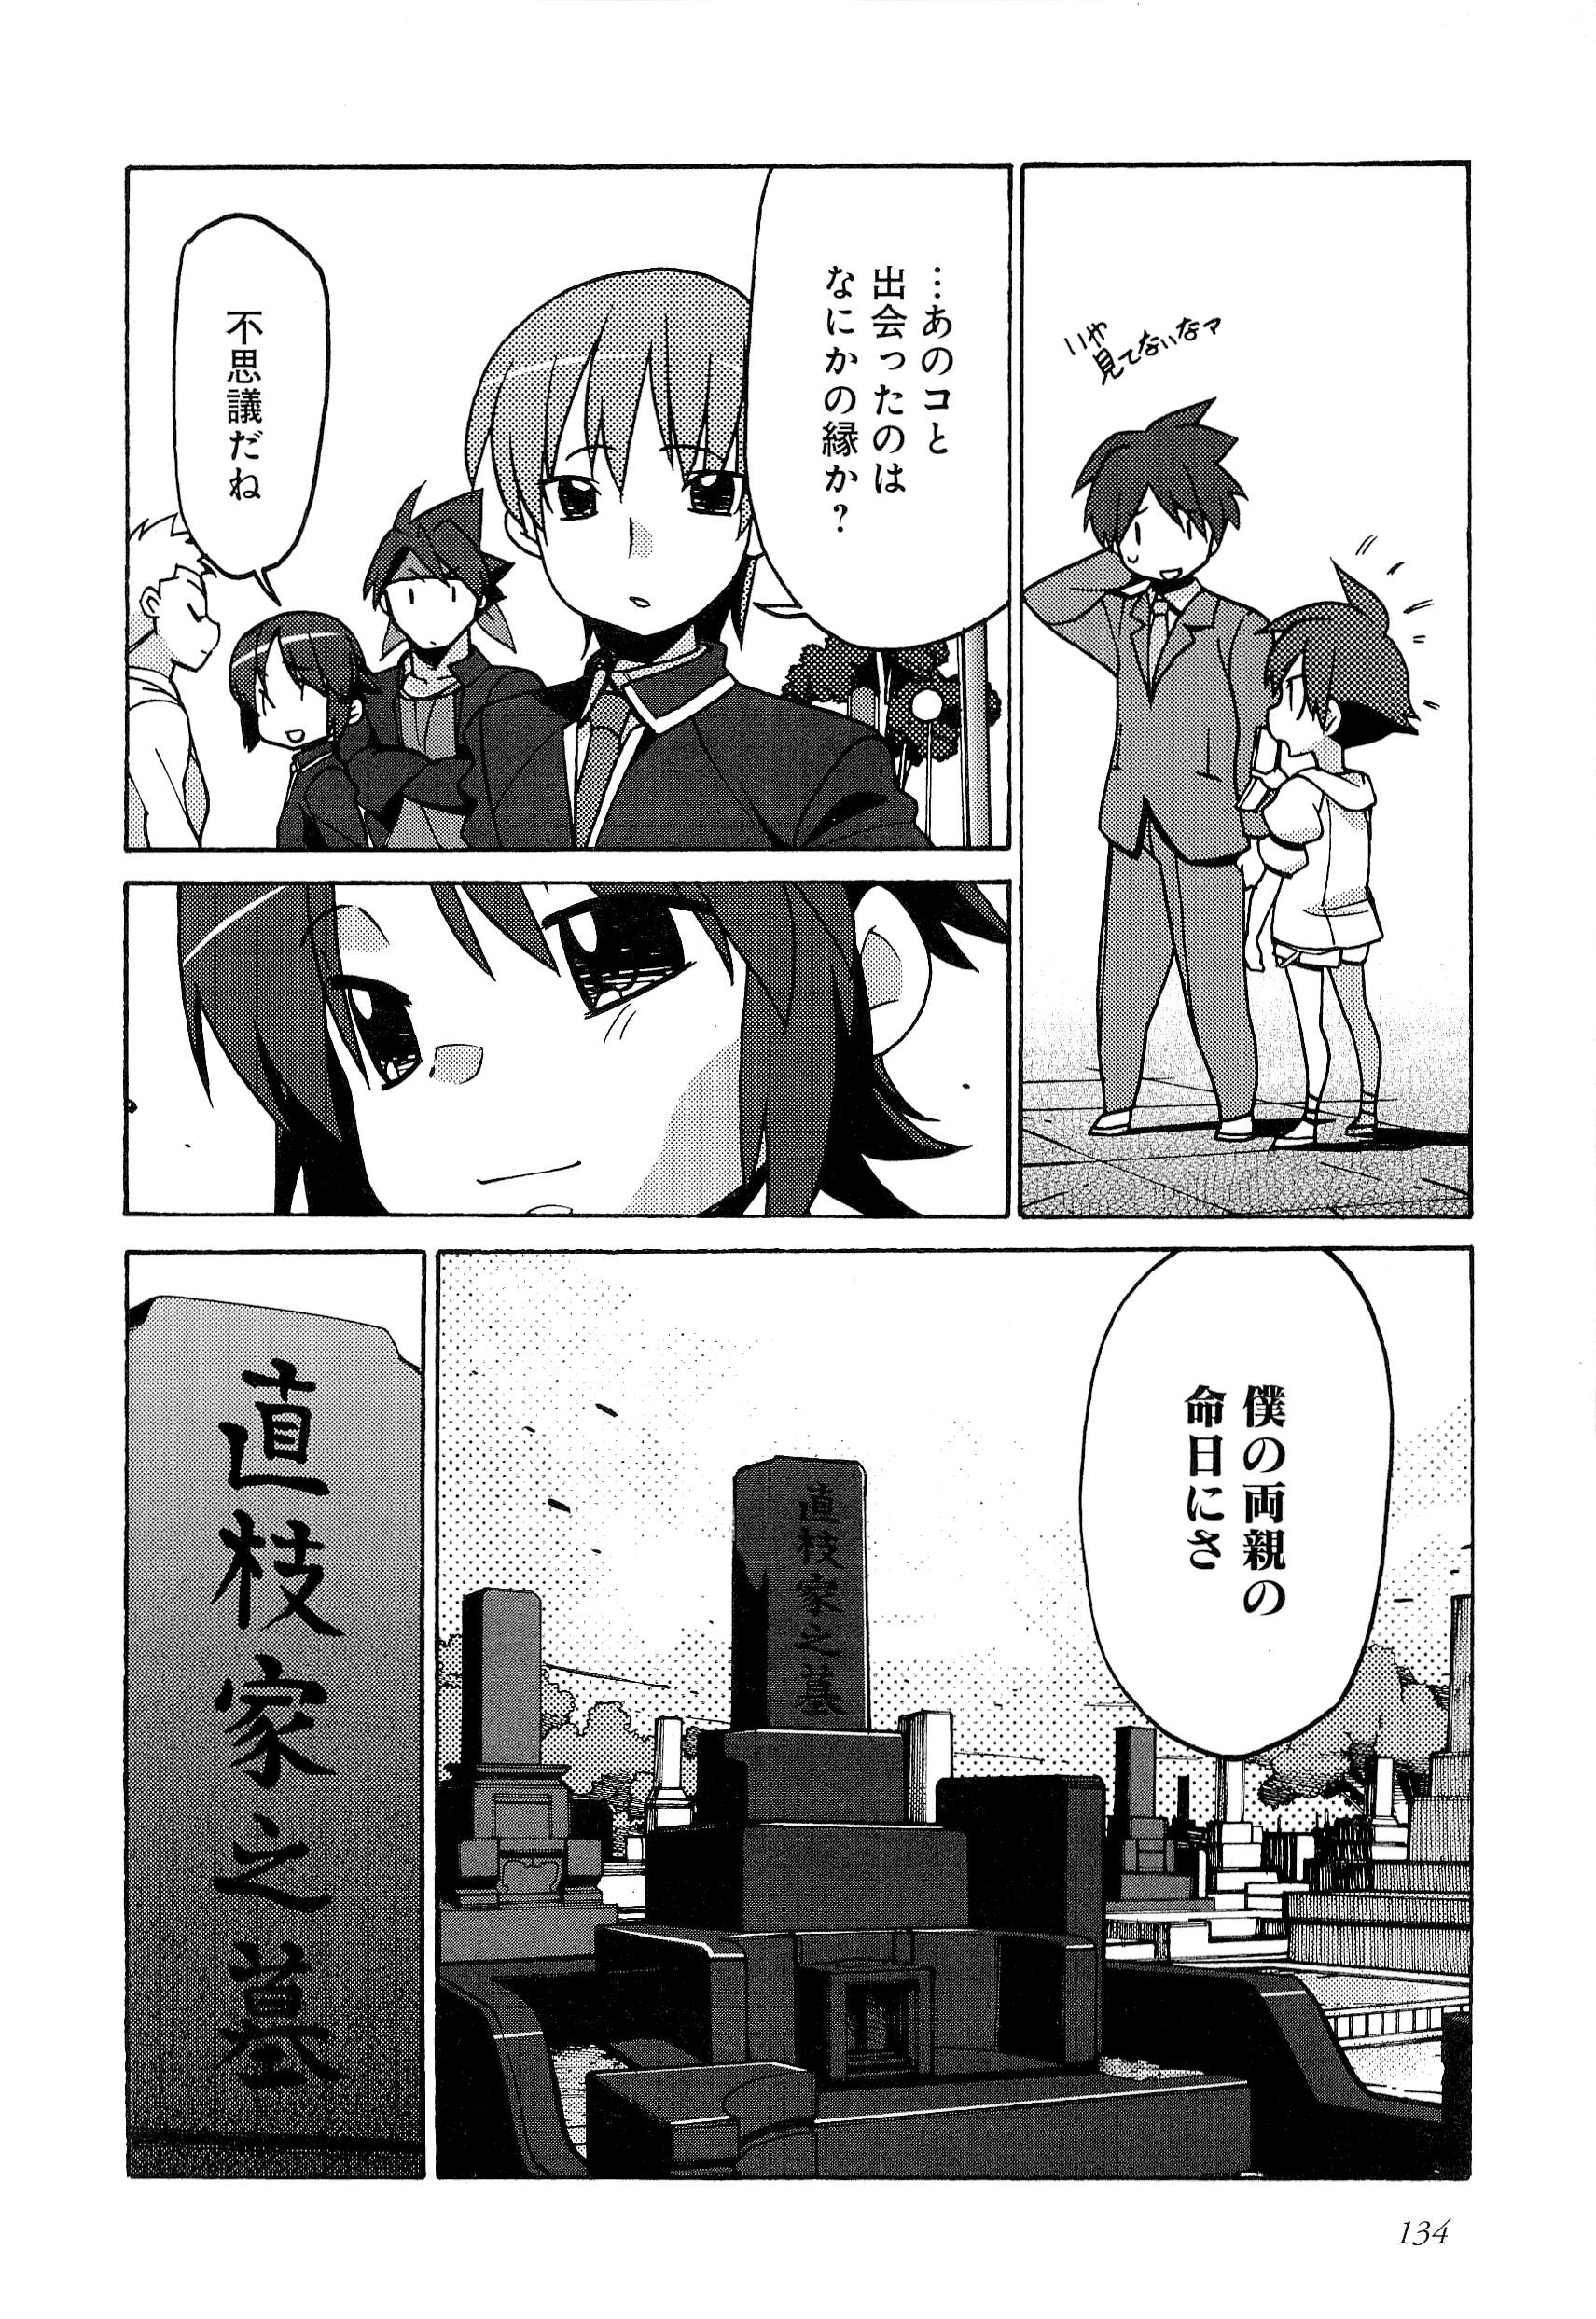 いや
見てないなァ
…あのコと
出会ったのは
なにかの縁か？
不思議だね
僕の両親の
命日にさ
直枝家之墓
直枝家之墓
134